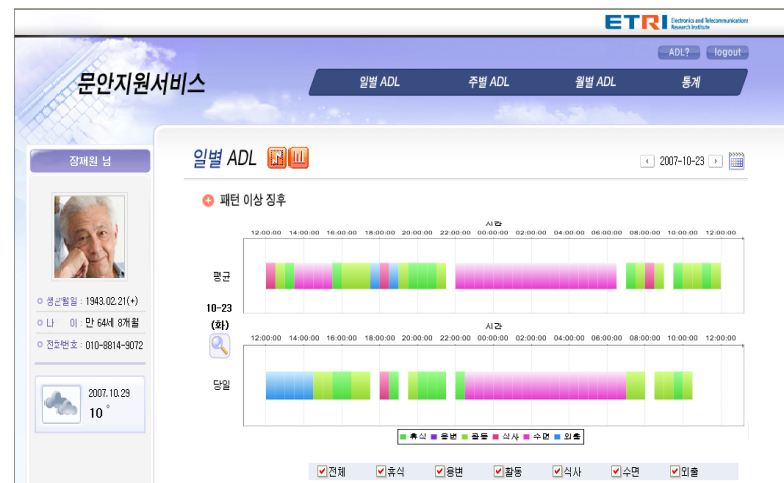 ETRI Electronics and Telecommunications Research Institute
ADL? logout
문안지원서비스
일별 ADL 주별 ADL 월별 ADL 통계
장재원 님
일별 ADL
2007-10-23
패턴 이상 징후
시간
12:00:00 14:00:00 16:00:00 18:00:00 20:00:00 22:00:00 00:00:00 02:00:00 04:00:00 06:00:00 08:00:00 10:00:00 12:00:00
평균
10-23
(화)
시간
12:00:00 14:00:00 16:00:00 18:00:00 20:00:00 22:00:00 00:00:00 02:00:00 04:00:00 06:00:00 08:00:00 10:00:00 12:00:00
당일
휴식 용변 활동 식사 수면 외출
전체 휴식 용변 활동 식사 수면 외출
생년월일 : 1943.02.21(+)
나 이 : 만 64세 8개월
전화번호 : 010-8814-9072
2007.10.29
10°